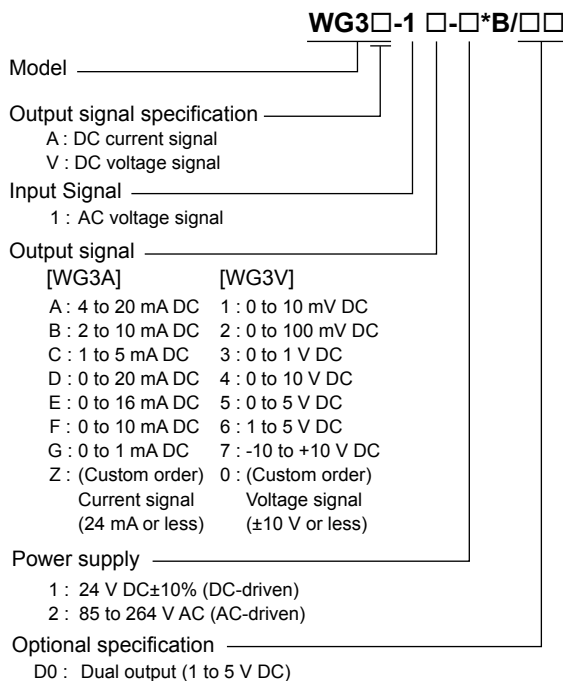 WG3□-1 □-□*B/□□
Model
Output signal specification
A : DC current signal
V : DC voltage signal
Input Signal
1 : AC voltage signal
Output signal
[WG3A] [WG3V]
A : 4 to 20 mA DC 1 : 0 to 10 mV DC
B : 2 to 10 mA DC 2 : 0 to 100 mV DC
C : 1 to 5 mA DC 3 : 0 to 1 V DC
D : 0 to 20 mA DC 4 : 0 to 10 V DC
E : 0 to 16 mA DC 5 : 0 to 5 V DC
F : 0 to 10 mA DC 6 : 1 to 5 V DC
G : 0 to 1 mA DC 7 : -10 to +10 V DC
Z : (Custom order) 0 : (Custom order)
Current signal Voltage signal
(24 mA or less) (±10 V or less)
Power supply
1 : 24 V DC±10% (DC-driven)
2 : 85 to 264 V AC (AC-driven)
Optional specification
D0 : Dual output (1 to 5 V DC)